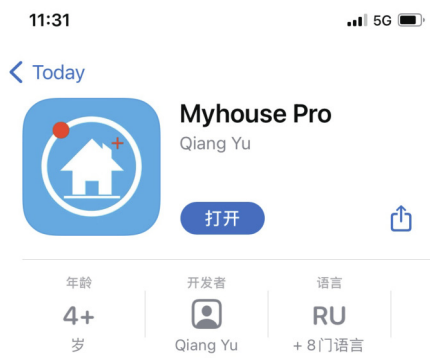 11:31
5G
Today
Myhouse Pro
Qiang Yu
打开
年龄
开发者
语言
4+
RU
岁
Qiang Yu
+ 8门语言